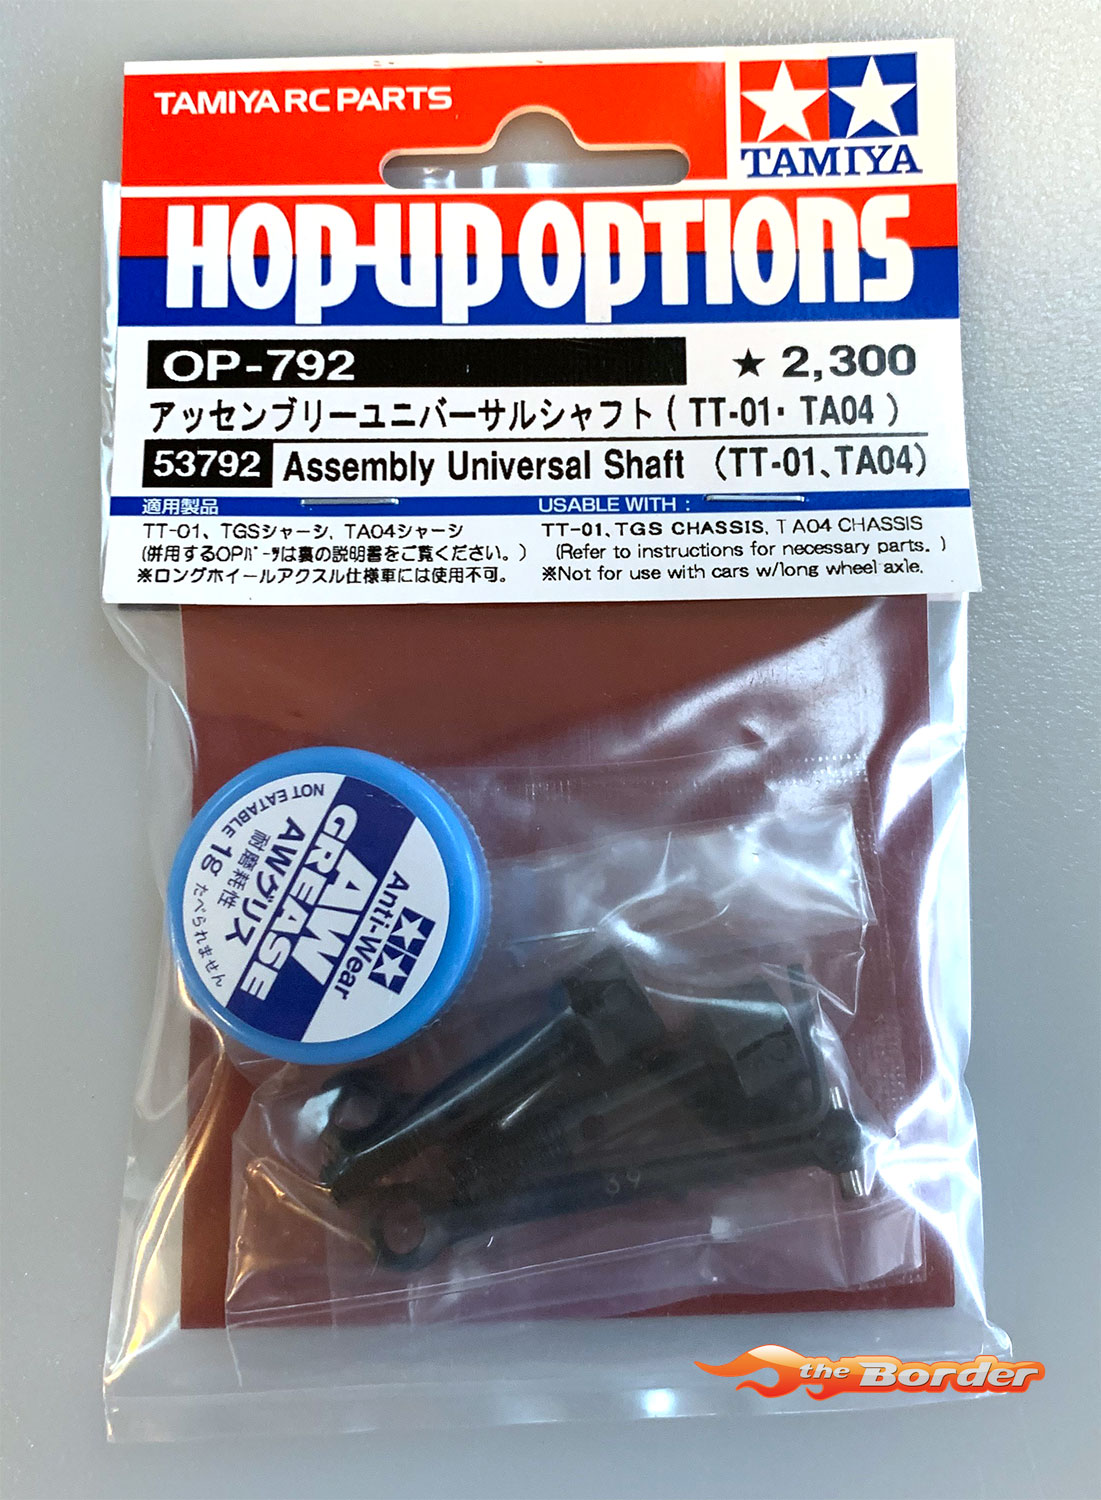 TAMIYA RC PARTS
TAMIYA
HOP-UP OPTIONS
OP-792
★ 2,300
アッセンブリーユニバーサルシャフト ( TT-01・TA04 )
53792 Assembly Universal Shaft (TT-01、TA04)
適用製品
TT-01、TGSシャーシ、TA04シャーシ
(併用するOPパーツは裏の説明書をご覧ください。)
※ロングホイールアクスル仕様車には使用不可。
USABLE WITH :
TT-01, TGS CHASSIS, TA04 CHASSIS
(Refer to instructions for necessary parts. )
※Not for use with cars w/long wheel axle.
Anti-Wear
AW
GREASE
AWグリス
耐磨耗性 1g
NOT EATABLE
たべられません
39
the Border